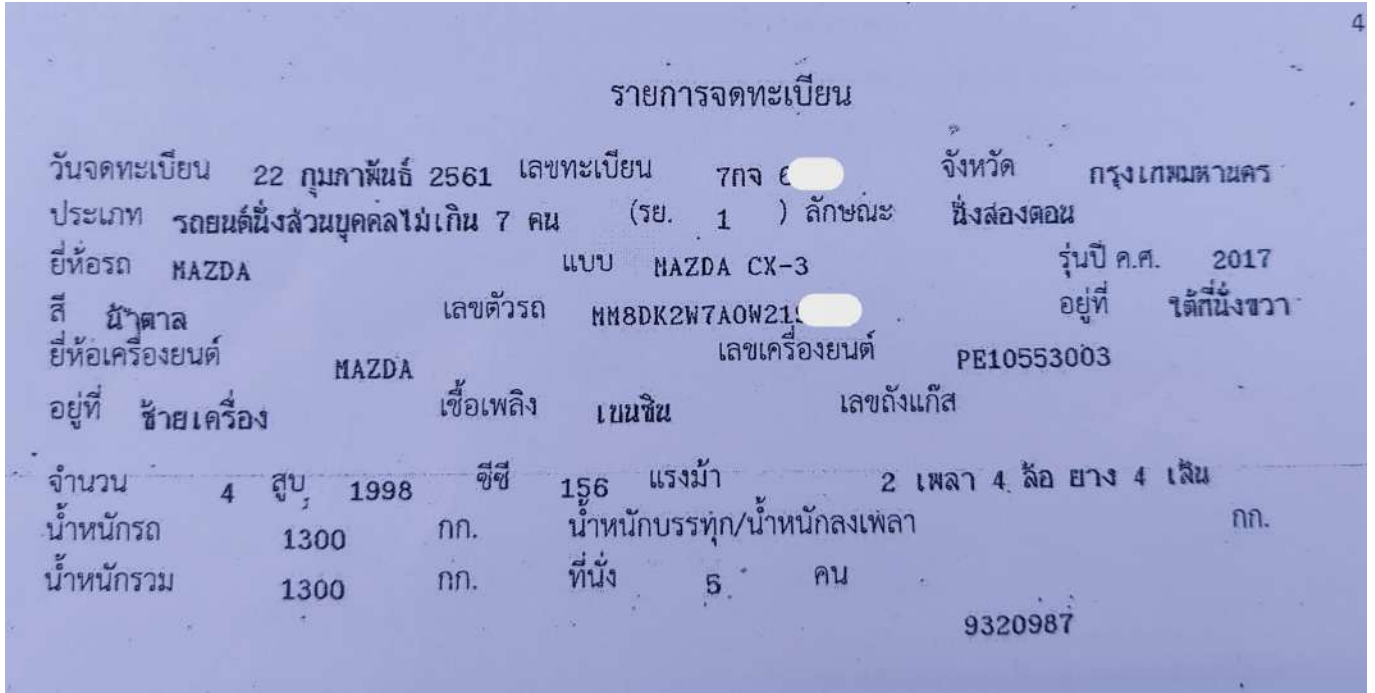 4
รายการจดทะเบียน
วันจดทะเบียน 22 กุมภาพันธ์ 2561 เลขทะเบียน 7กจ 6 จังหวัด กรุงเทพมหานคร
ประเภท รถยนต์นั่งส่วนบุคคลไม่เกิน 7 คน (รย. 1 ) ลักษณะ นั่งสองตอน
ยี่ห้อรถ MAZDA แบบ MAZDA CX-3 รุ่นปี ค.ศ. 2017
สี น้ำตาล เลขตัวรถ MM8DK2W7A0W21 อยู่ที่ ใต้ที่นั่งขวา
ยี่ห้อเครื่องยนต์ MAZDA เลขเครื่องยนต์ PE10553003
อยู่ที่ ซ้ายเครื่อง เชื้อเพลิง เบนซิน เลขถังแก๊ส
จำนวน 4 สูบ 1998 ซีซี 156 แรงม้า 2 เพลา 4 ล้อ ยาง 4 เส้น
น้ำหนักรถ 1300 กก. น้ำหนักบรรทุก/น้ำหนักลงเพลา กก.
น้ำหนักรวม 1300 กก. ที่นั่ง 5 คน
9320987